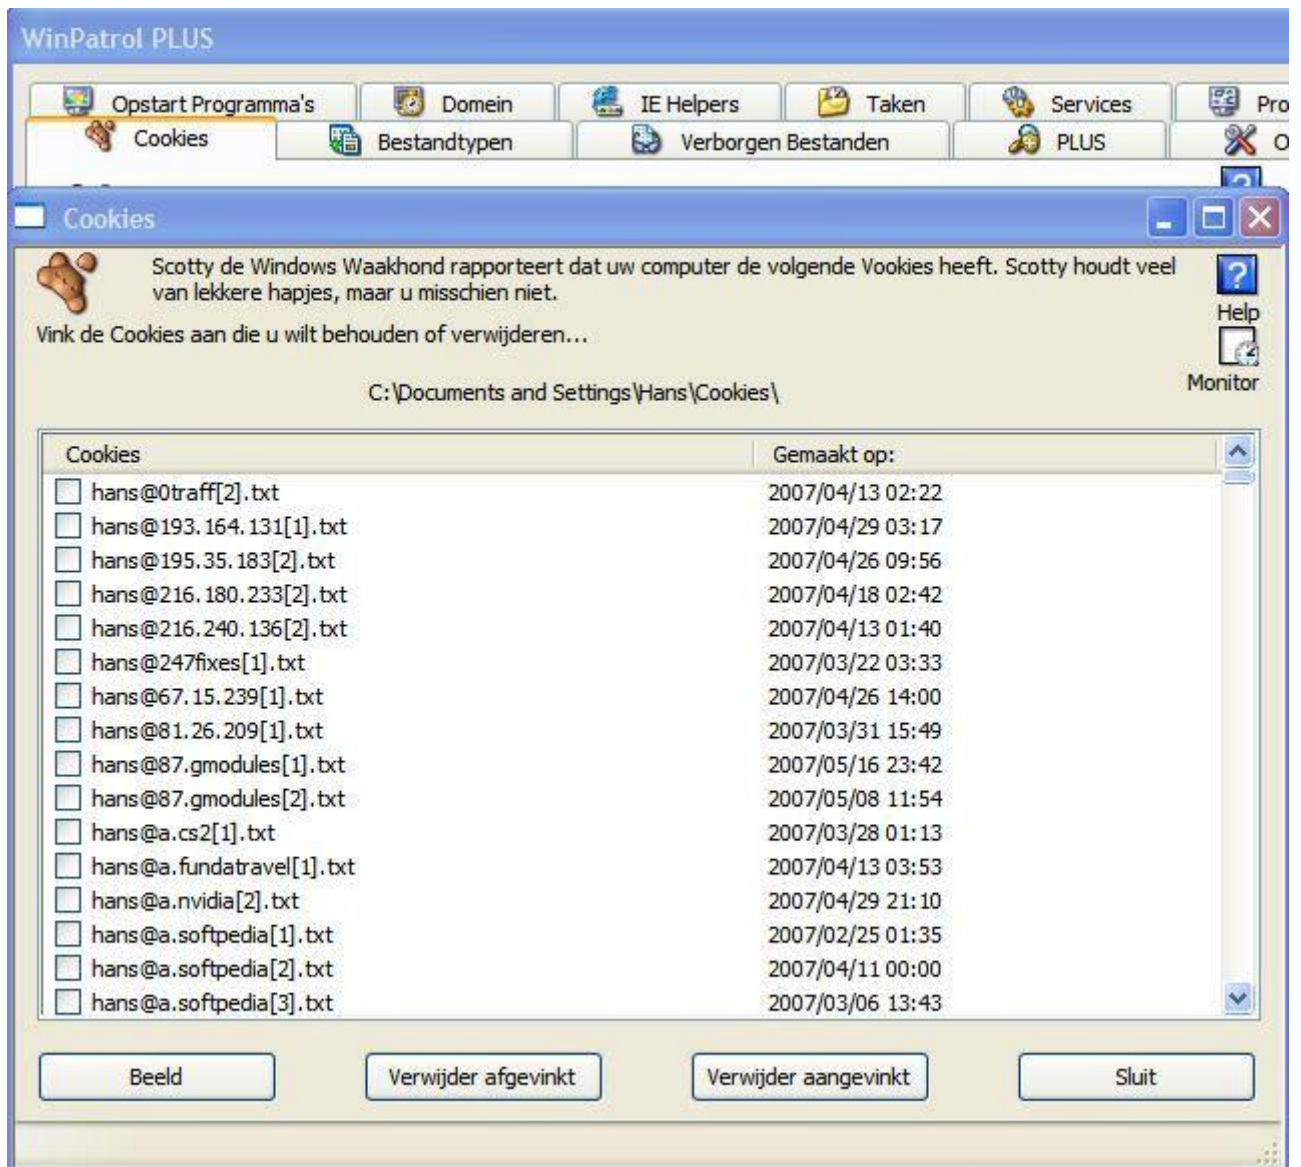 WinPatrol PLUS
Opstart Programma's Domein IE Helpers Taken Services Pro
Cookies Bestandtypen Verborgen Bestanden PLUS O
Cookies
Scotty de Windows Waakhond rapporteert dat uw computer de volgende Vookies heeft. Scotty houdt veel
van lekkere hapjes, maar u misschien niet.
Help
Vink de Cookies aan die u wilt behouden of verwijderen...
Monitor
C:\Documents and Settings\Hans\Cookies\
Cookies Gemaakt op:
hans@0traff[2].txt 2007/04/13 02:22
hans@193.164.131[1].txt 2007/04/29 03:17
hans@195.35.183[2].txt 2007/04/26 09:56
hans@216.180.233[2].txt 2007/04/18 02:42
hans@216.240.136[2].txt 2007/04/13 01:40
hans@247fixes[1].txt 2007/03/22 03:33
hans@67.15.239[1].txt 2007/04/26 14:00
hans@81.26.209[1].txt 2007/03/31 15:49
hans@87.gmodules[1].txt 2007/05/16 23:42
hans@87.gmodules[2].txt 2007/05/08 11:54
hans@a.cs2[1].txt 2007/03/28 01:13
hans@a.fundatravel[1].txt 2007/04/13 03:53
hans@a.nvidia[2].txt 2007/04/29 21:10
hans@a.softpedia[1].txt 2007/02/25 01:35
hans@a.softpedia[2].txt 2007/04/11 00:00
hans@a.softpedia[3].txt 2007/03/06 13:43
Beeld Verwijder afgevinkt Verwijder aangevinkt Sluit